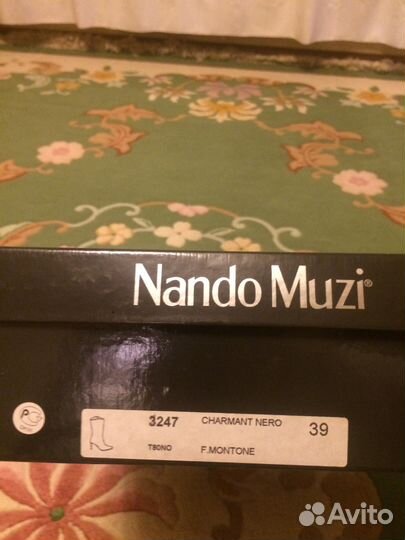 Nando Muzi®
3247 CHARMANT NERO 39
T80NO F.MONTONE
Avito